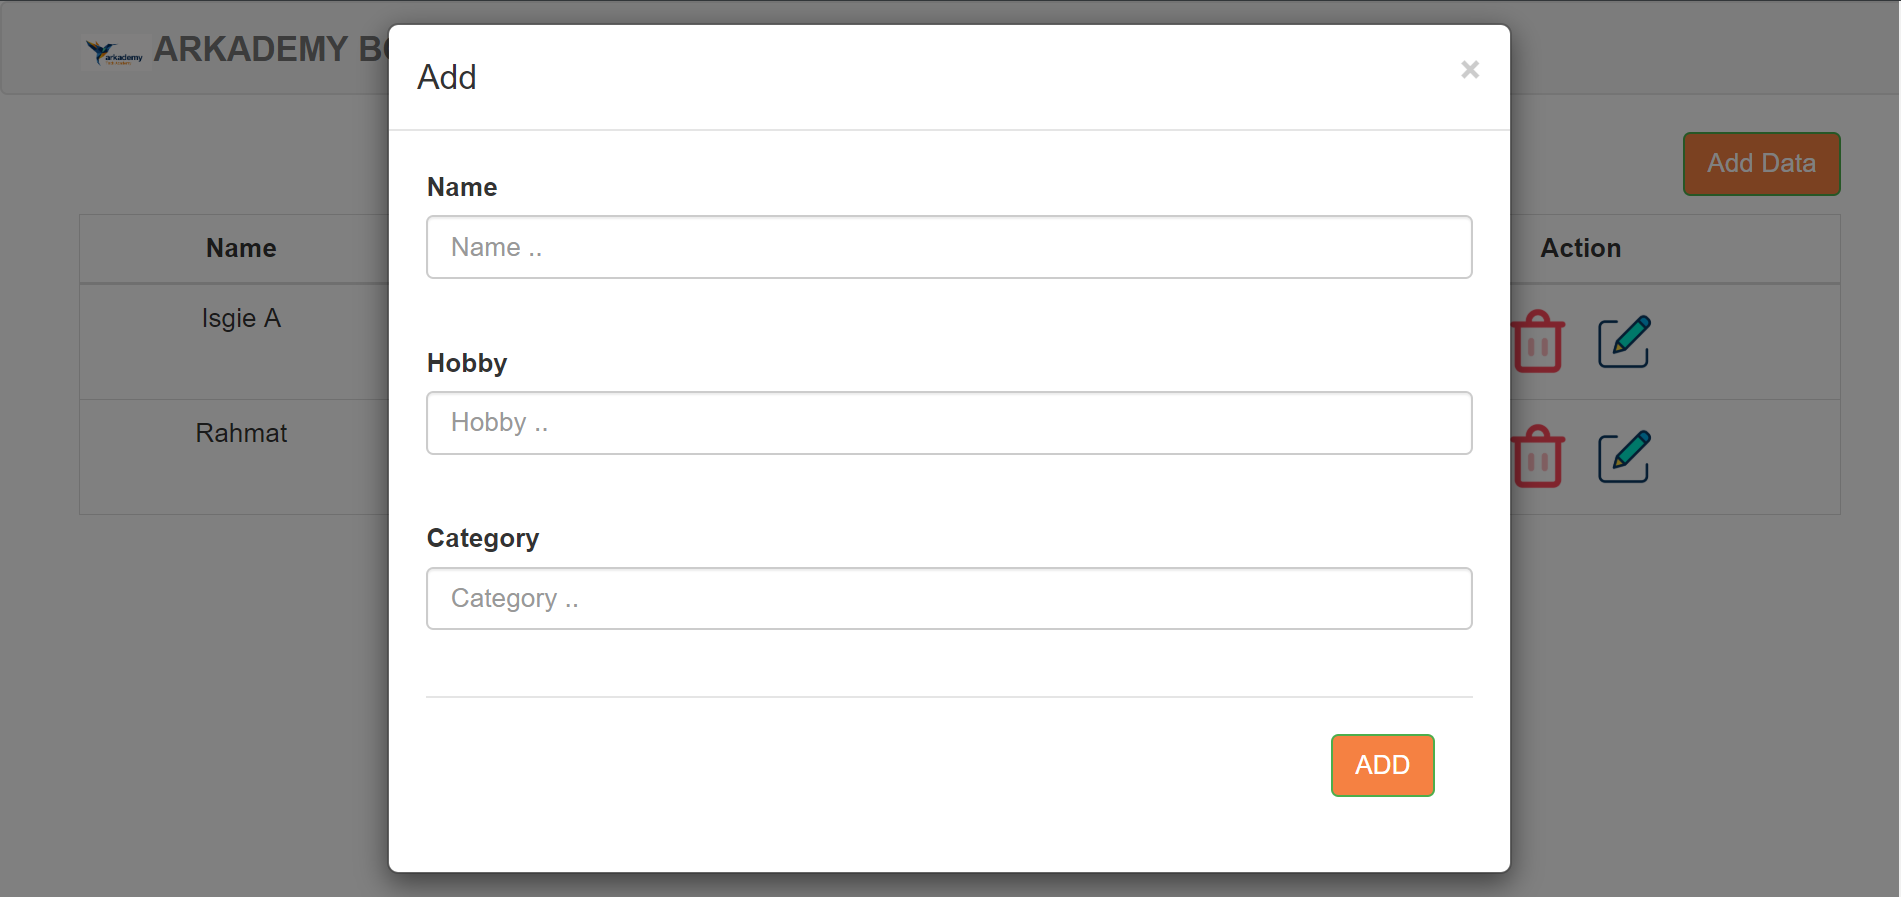 arkademy
ARKADEMY
Add
×
Add Data
Name
Name ..
Name
Action
Isgie A
Hobby
Hobby ..
Rahmat
Category
Category ..
ADD